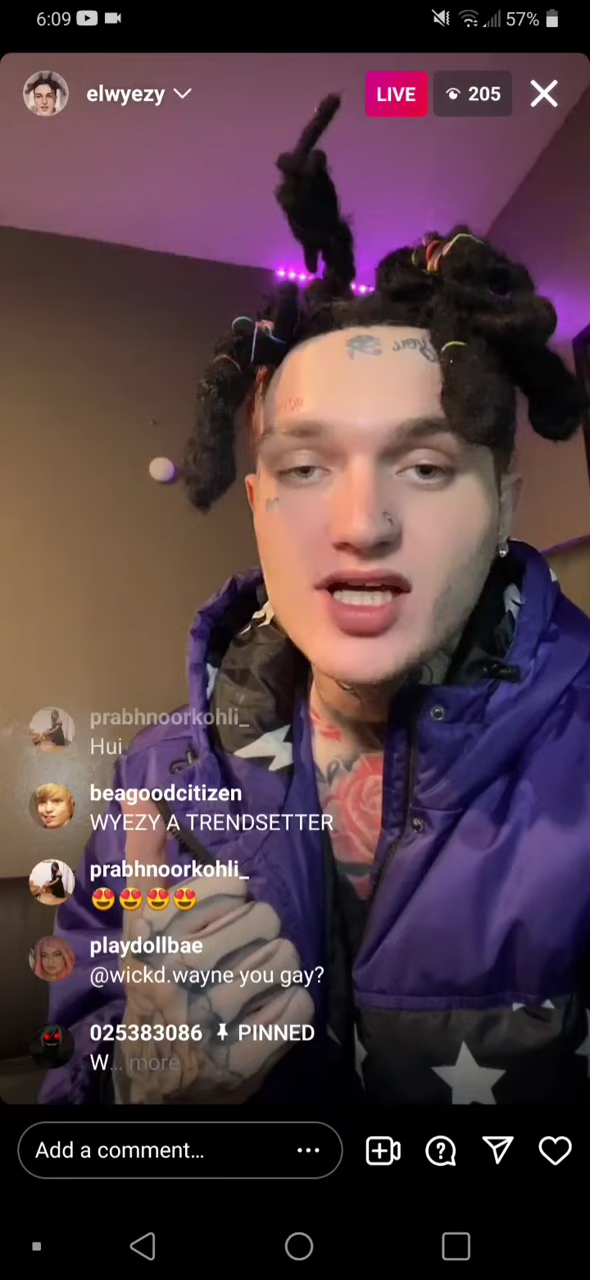 6:09
57%
elwyezy
LIVE
205
prabhnoorkohli_
Hui
beagoodcitizen
WYEZY A TRENDSETTER
prabhnoorkohli_
😍😍😍😍
playdollbae
@wickd.wayne you gay?
025383086 PINNED
W... more
Add a comment...